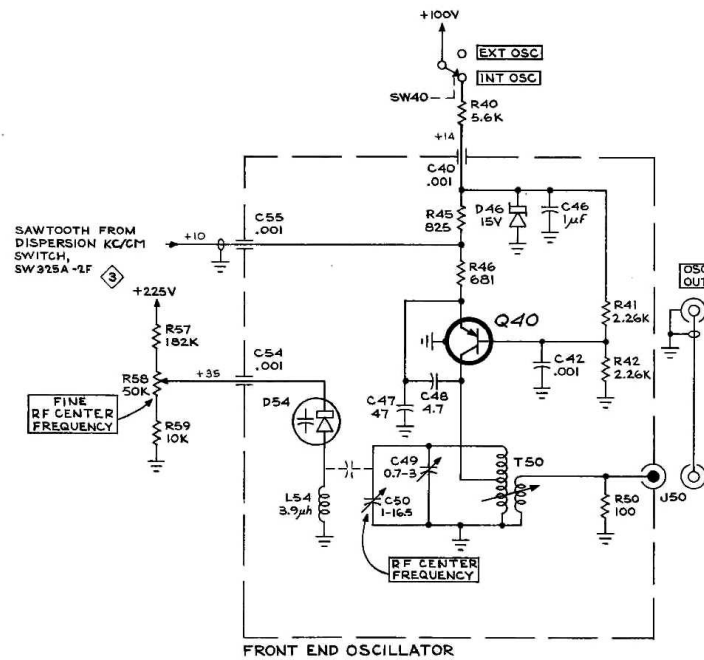 +100V
EXT OSC
INT OSC
SW40
R40
5.6K
+14
C40
.001
C55
.001
R45
825
D46
15V
C46
1μF
SAWTOOTH FROM
DISPERSION KC/CM
SWITCH,
SW325A-2F
3
+10
R46
681
+225V
R57
182K
R58
50K
R59
10K
FINE
RF CENTER
FREQUENCY
+35
C54
.001
D54
Q40
R41
2.26K
R42
2.26K
C42
.001
C47
47
C48
4.7
OSC
OUT
L54
3.9μh
C49
0.7-3
C50
1-16.5
T50
R50
100
J50
RF CENTER
FREQUENCY
FRONT END OSCILLATOR